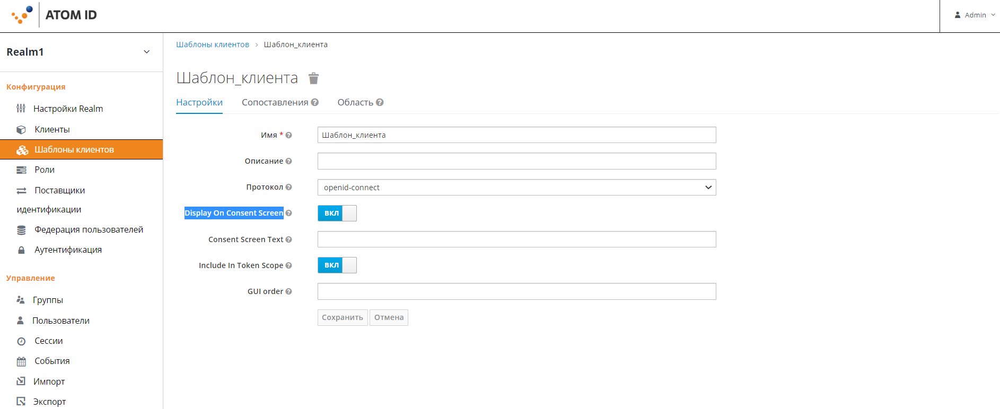 ATOM ID
Admin
Realm1
Шаблоны клиентов › Шаблон_клиента
Шаблон_клиента
Настройки Сопоставления Область
Конфигурация
Настройки Realm
Клиенты
Шаблоны клиентов
Роли
Поставщики
идентификации
Федерация пользователей
Аутентификация
Управление
Группы
Пользователи
Сессии
События
Импорт
Экспорт
Имя * Шаблон_клиента
Описание
Протокол openid-connect
Display On Consent Screen ВКЛ
Consent Screen Text
Include In Token Scope ВКЛ
GUI order
Сохранить Отмена